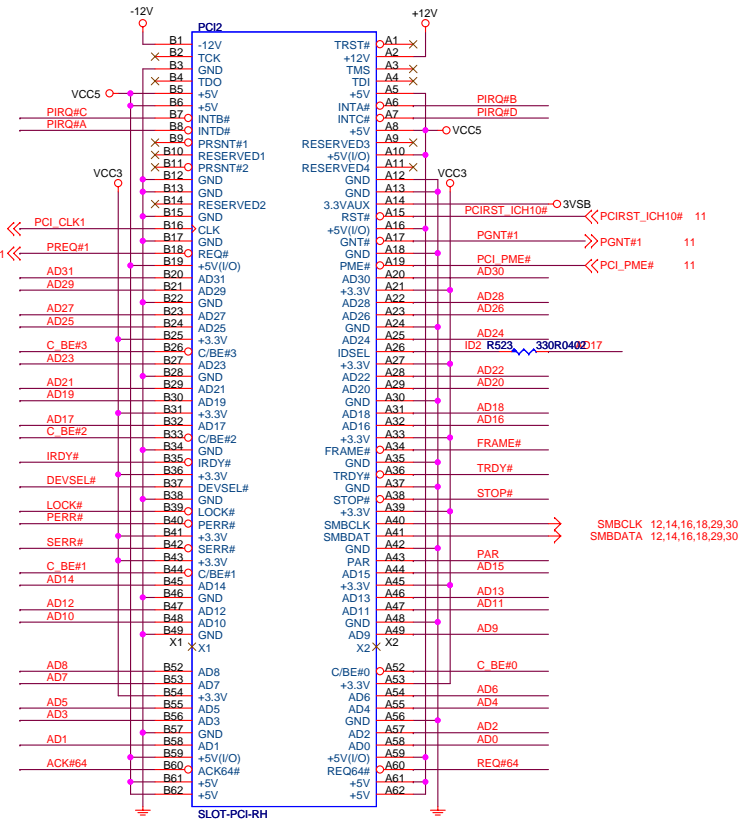 -12V +12V
PCI2
B1 -12V TRST# A1
B2 TCK +12V A2
B3 GND TMS A3
B4 TDO TDI A4
VCC5 B5 +5V +5V A5
B6 +5V INTA# A6 PIRQ#B
PIRQ#C B7 INTB# INTC# A7 PIRQ#D
PIRQ#A B8 INTD# +5V A8 VCC5
B9 PRSNT#1 RESERVED3 A9
B10 RESERVED1 +5V(I/O) A10
B11 PRSNT#2 RESERVED4 A11
VCC3 B12 GND GND A12 VCC3
B13 GND GND A13
B14 RESERVED2 3.3VAUX A14 3VSB
B15 GND RST# A15 PCIRST_ICH10# PCIRST_ICH10# 11
PCI_CLK1 B16 CLK +5V(I/O) A16
B17 GND GNT# A17 PGNT#1 PGNT#1 11
1 PREQ#1 B18 REQ# GND A18
B19 +5V(I/O) PME# A19 PCI_PME# PCI_PME# 11
AD31 B20 AD31 AD30 A20 AD30
AD29 B21 AD29 +3.3V A21
B22 GND AD28 A22 AD28
AD27 B23 AD27 AD26 A23 AD26
AD25 B24 AD25 GND A24
B25 +3.3V AD24 A25 AD24
C_BE#3 B26 C/BE#3 IDSEL A26 ID2 R523 330R0402 AD17
AD23 B27 AD23 +3.3V A27
B28 GND AD22 A28 AD22
AD21 B29 AD21 AD20 A29 AD20
AD19 B30 AD19 GND A30
B31 +3.3V AD18 A31 AD18
AD17 B32 AD17 AD16 A32 AD16
C_BE#2 B33 C/BE#2 +3.3V A33
B34 GND FRAME# A34 FRAME#
IRDY# B35 IRDY# GND A35
B36 +3.3V TRDY# A36 TRDY#
DEVSEL# B37 DEVSEL# GND A37
B38 GND STOP# A38 STOP#
LOCK# B39 LOCK# +3.3V A39
PERR# B40 PERR# SMBCLK A40 SMBCLK 12,14,16,18,29,30
B41 +3.3V SMBDAT A41 SMBDATA 12,14,16,18,29,30
SERR# B42 SERR# GND A42
B43 +3.3V PAR A43 PAR
C_BE#1 B44 C/BE#1 AD15 A44 AD15
AD14 B45 AD14 +3.3V A45
B46 GND AD13 A46 AD13
AD12 B47 AD12 AD11 A47 AD11
AD10 B48 AD10 GND A48
B49 GND AD9 A49 AD9
X1 X1 X2 X2
AD8 B52 AD8 C/BE#0 A52 C_BE#0
AD7 B53 AD7 +3.3V A53
B54 +3.3V AD6 A54 AD6
AD5 B55 AD5 AD4 A55 AD4
AD3 B56 AD3 GND A56
B57 GND AD2 A57 AD2
AD1 B58 AD1 AD0 A58 AD0
B59 +5V(I/O) +5V(I/O) A59
ACK#64 B60 ACK64# REQ64# A60 REQ#64
B61 +5V +5V A61
B62 +5V +5V A62
SLOT-PCI-RH